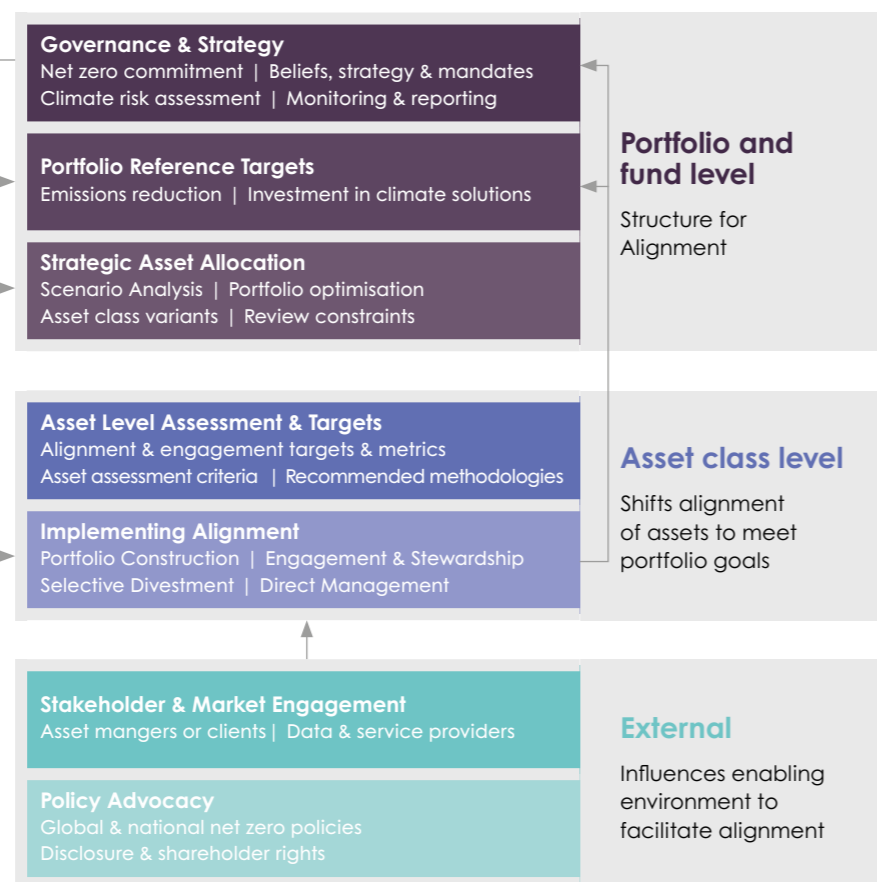 Governance & Strategy
Net zero commitment | Beliefs, strategy & mandates
Climate risk assessment | Monitoring & reporting
Portfolio Reference Targets
Emissions reduction | Investment in climate solutions
Strategic Asset Allocation
Scenario Analysis | Portfolio optimisation
Asset class variants | Review constraints
Portfolio and
fund level
Structure for
Alignment
Asset Level Assessment & Targets
Alignment & engagement targets & metrics
Asset assessment criteria | Recommended methodologies
Implementing Alignment
Portfolio Construction | Engagement & Stewardship
Selective Divestment | Direct Management
Asset class level
Shifts alignment
of assets to meet
portfolio goals
Stakeholder & Market Engagement
Asset mangers or clients| Data & service providers
Policy Advocacy
Global & national net zero policies
Disclosure & shareholder rights
External
Influences enabling
environment to
facilitate alignment